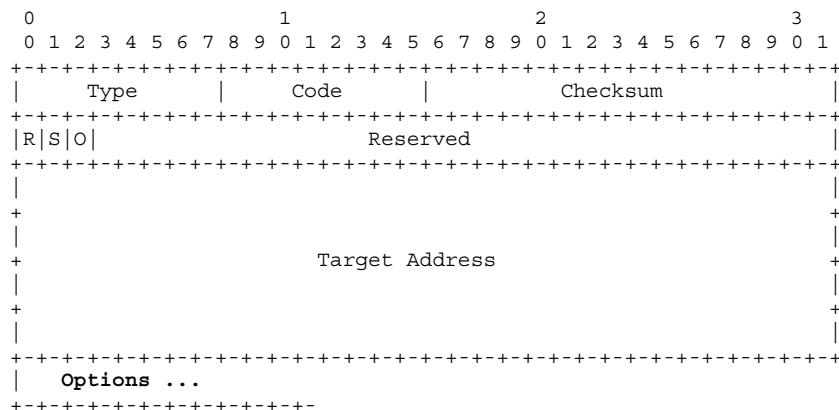 0                   1                   2                   3
 0 1 2 3 4 5 6 7 8 9 0 1 2 3 4 5 6 7 8 9 0 1 2 3 4 5 6 7 8 9 0 1
+-+-+-+-+-+-+-+-+-+-+-+-+-+-+-+-+-+-+-+-+-+-+-+-+-+-+-+-+-+-+-+-+
|     Type      |     Code      |          Checksum             |
+-+-+-+-+-+-+-+-+-+-+-+-+-+-+-+-+-+-+-+-+-+-+-+-+-+-+-+-+-+-+-+-+
|R|S|O|                     Reserved                            |
+-+-+-+-+-+-+-+-+-+-+-+-+-+-+-+-+-+-+-+-+-+-+-+-+-+-+-+-+-+-+-+-+
|                                                               |
+                                                               +
|                                                               |
+                       Target Address                          +
|                                                               |
+                                                               +
|                                                               |
+-+-+-+-+-+-+-+-+-+-+-+-+-+-+-+-+-+-+-+-+-+-+-+-+-+-+-+-+-+-+-+-+
|   Options ...
+-+-+-+-+-+-+-+-+-+-+-+-